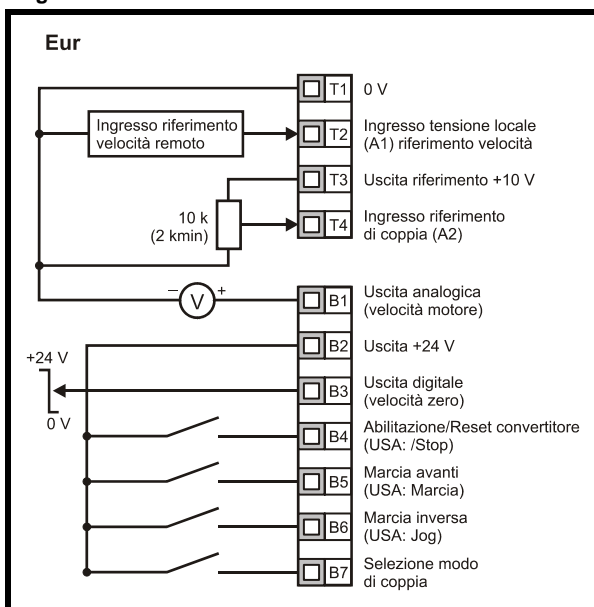 Eur
T1 0 V
Ingresso riferimento
velocità remoto
T2 Ingresso tensione locale
(A1) riferimento velocità
T3 Uscita riferimento +10 V
10 k
(2 kmin)
T4 Ingresso riferimento
di coppia (A2)
– V +
B1 Uscita analogica
(velocità motore)
B2 Uscita +24 V
+24 V
0 V
B3 Uscita digitale
(velocità zero)
B4 Abilitazione/Reset convertitore
(USA: /Stop)
B5 Marcia avanti
(USA: Marcia)
B6 Marcia inversa
(USA: Jog)
B7 Selezione modo
di coppia